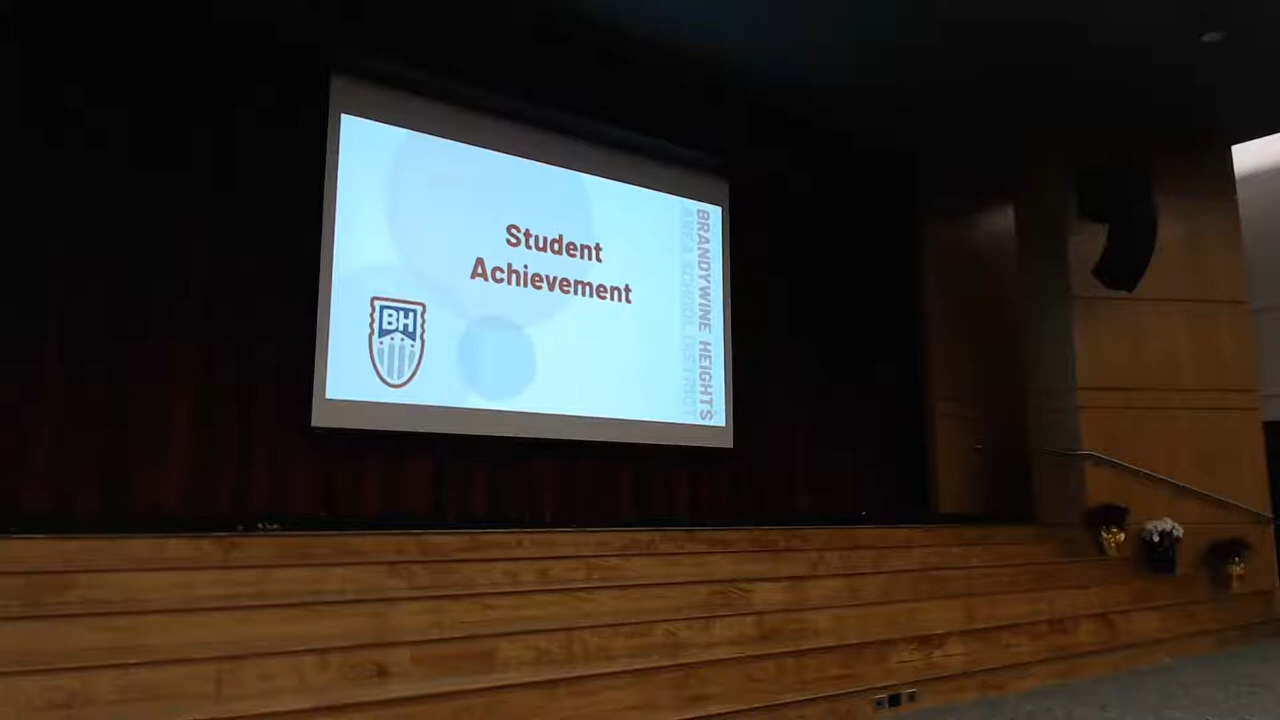 Student
Achievement
BH
BRANDYWINE HEIGHTS
AREA SCHOOL DISTRICT